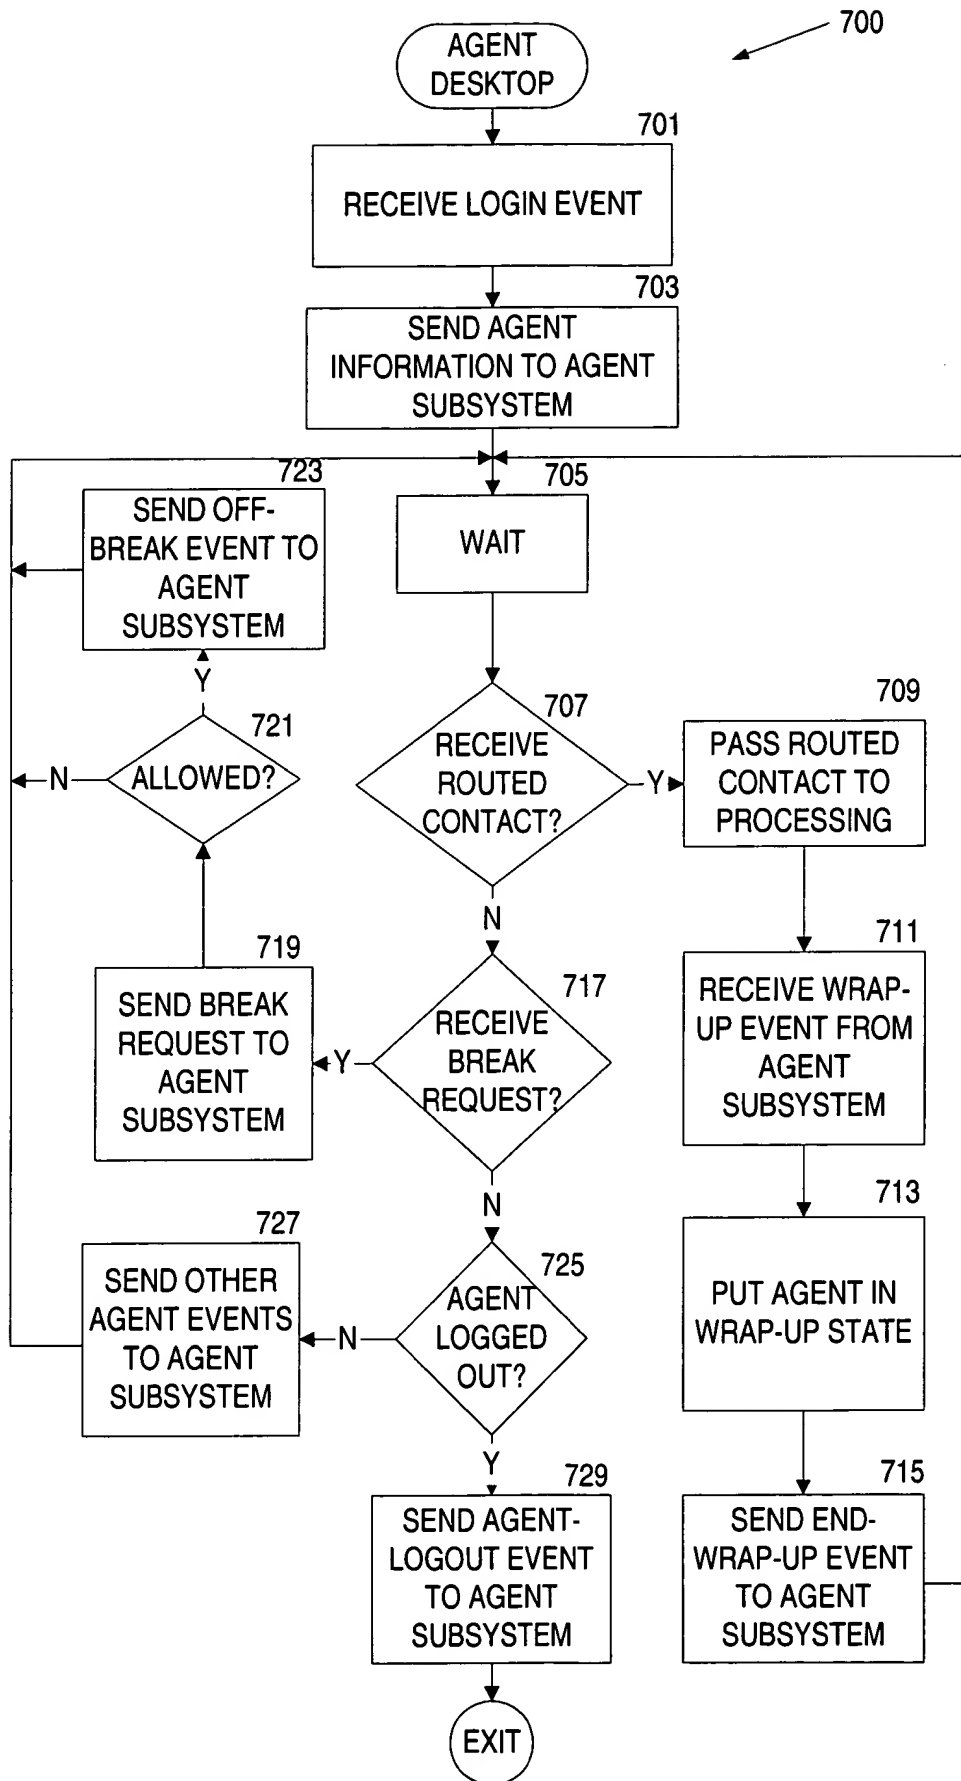 700
AGENT
DESKTOP
701
RECEIVE LOGIN EVENT
703
SEND AGENT
INFORMATION TO AGENT
SUBSYSTEM
723
SEND OFF-
BREAK EVENT TO
AGENT
SUBSYSTEM
705
WAIT
Y
721
ALLOWED?
N
707
RECEIVE
ROUTED
CONTACT?
Y
709
PASS ROUTED
CONTACT TO
PROCESSING
N
719
SEND BREAK
REQUEST TO
AGENT
SUBSYSTEM
717
RECEIVE
BREAK
REQUEST?
Y
711
RECEIVE WRAP-
UP EVENT FROM
AGENT
SUBSYSTEM
N
713
PUT AGENT IN
WRAP-UP STATE
727
SEND OTHER
AGENT EVENTS
TO AGENT
SUBSYSTEM
725
AGENT
LOGGED
OUT?
N
Y
729
SEND AGENT-
LOGOUT EVENT
TO AGENT
SUBSYSTEM
715
SEND END-
WRAP-UP EVENT
TO AGENT
SUBSYSTEM
EXIT